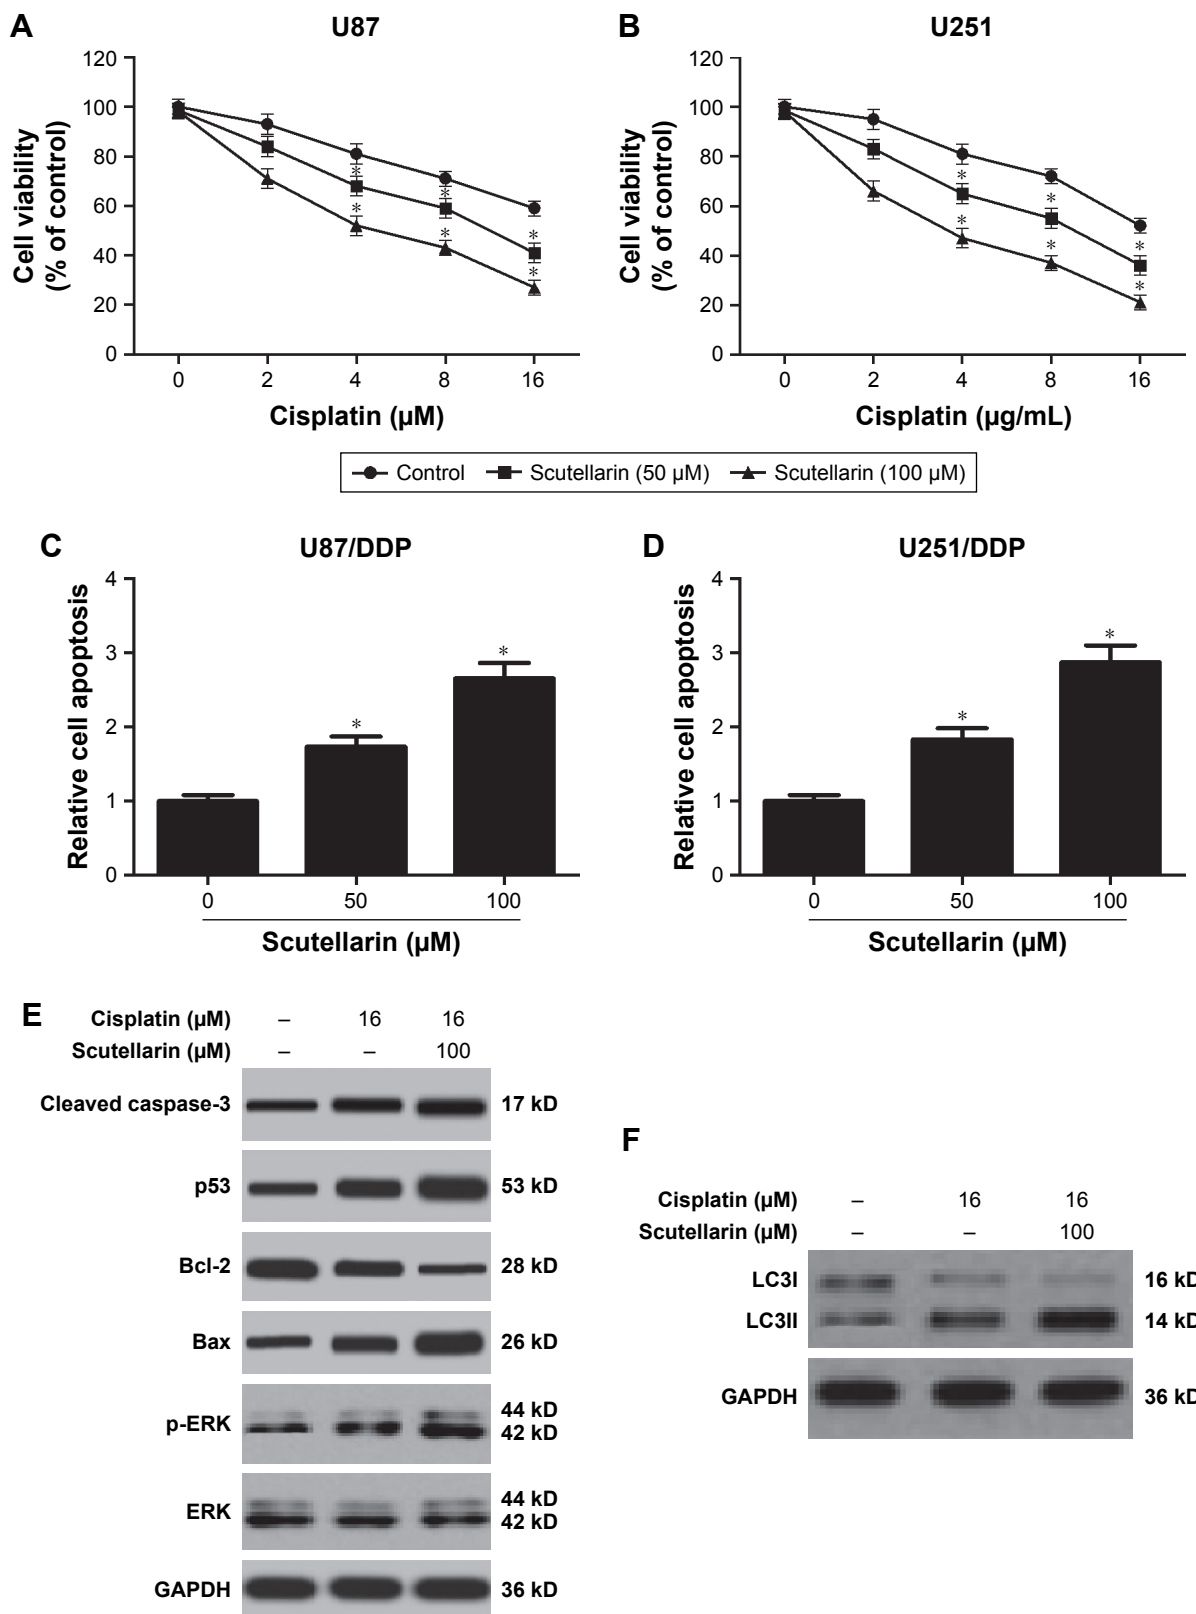 A
U87
Cell viability
(% of control)
120
100
80
60
40
20
0
* * * * * *
0 2 4 8 16
Cisplatin (µM)
B
U251
Cell viability
(% of control)
120
100
80
60
40
20
0
* * * * * *
0 2 4 8 16
Cisplatin (µg/mL)
Control Scutellarin (50 µM) Scutellarin (100 µM)
C
U87/DDP
Relative cell apoptosis
4
3
2
1
0
* *
0 50 100
Scutellarin (µM)
D
U251/DDP
Relative cell apoptosis
4
3
2
1
0
* *
0 50 100
Scutellarin (µM)
E
Cisplatin (µM) – 16 16
Scutellarin (µM) – – 100
Cleaved caspase-3 17 kD
p53 53 kD
Bcl-2 28 kD
Bax 26 kD
p-ERK 44 kD
42 kD
ERK 44 kD
42 kD
GAPDH 36 kD
F
Cisplatin (µM) – 16 16
Scutellarin (µM) – – 100
LC3I 16 kD
LC3II 14 kD
GAPDH 36 kD